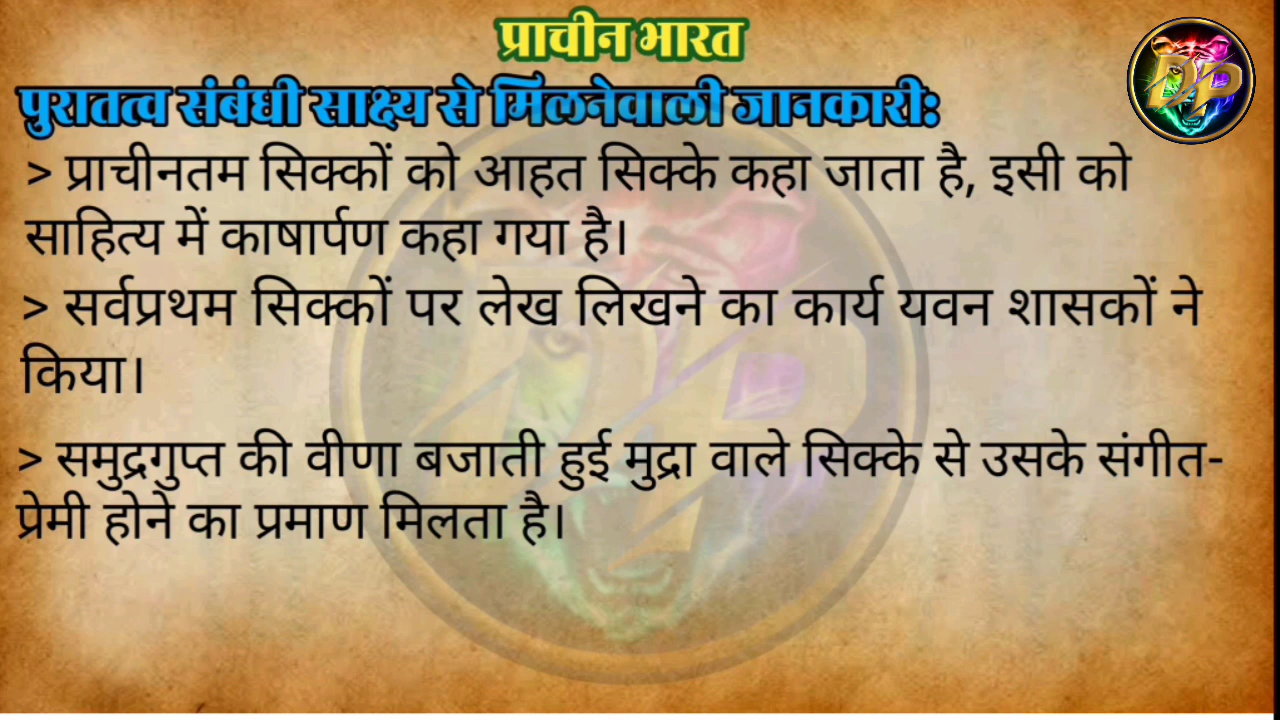 प्राचीन भारत
पुरातत्व संबंधी साक्ष्य से मिलनेवाली जानकारी:
> प्राचीनतम सिक्कों को आहत सिक्के कहा जाता है, इसी को
साहित्य में काषार्पण कहा गया है।
> सर्वप्रथम सिक्कों पर लेख लिखने का कार्य यवन शासकों ने
किया।
> समुद्रगुप्त की वीणा बजाती हुई मुद्रा वाले सिक्के से उसके संगीत-
प्रेमी होने का प्रमाण मिलता है।